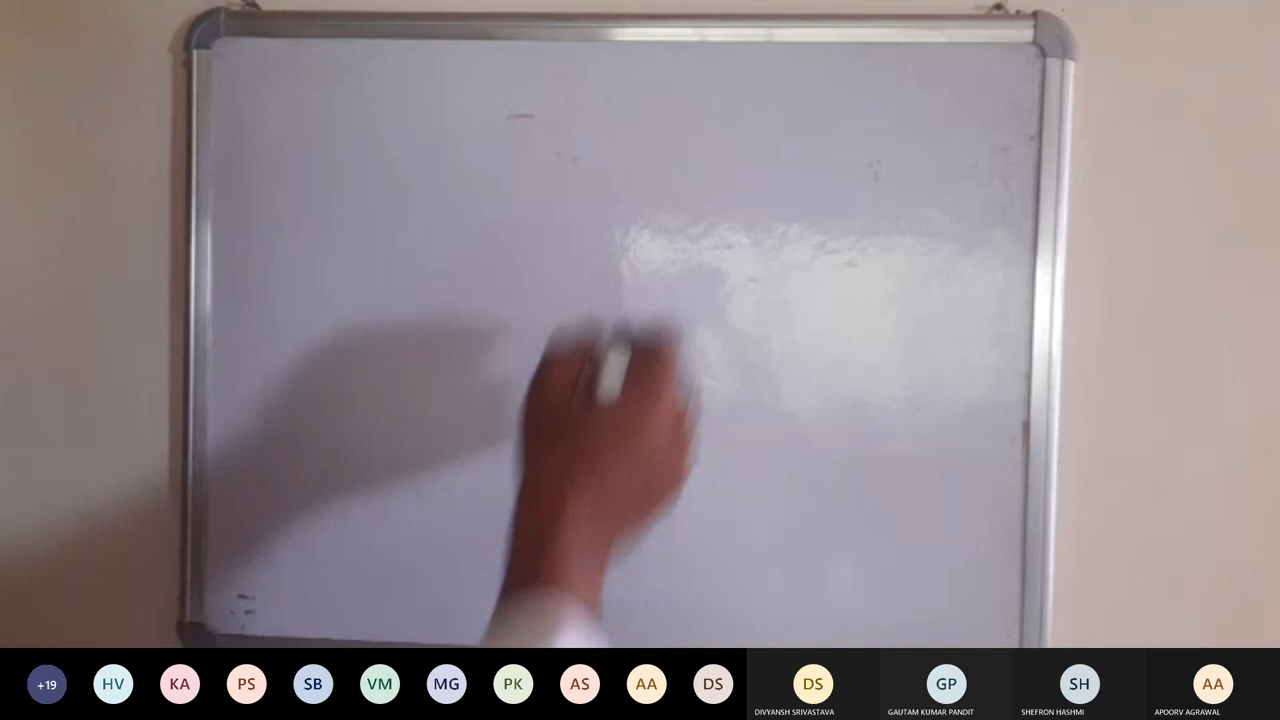 +19 HV KA PS SB VM MG PK AS AA DS DS GP SH AA
DIVYANSH SRIVASTAVA GAUTAM KUMAR PANDIT SHEFRON HASHMI APOORV AGRAWAL